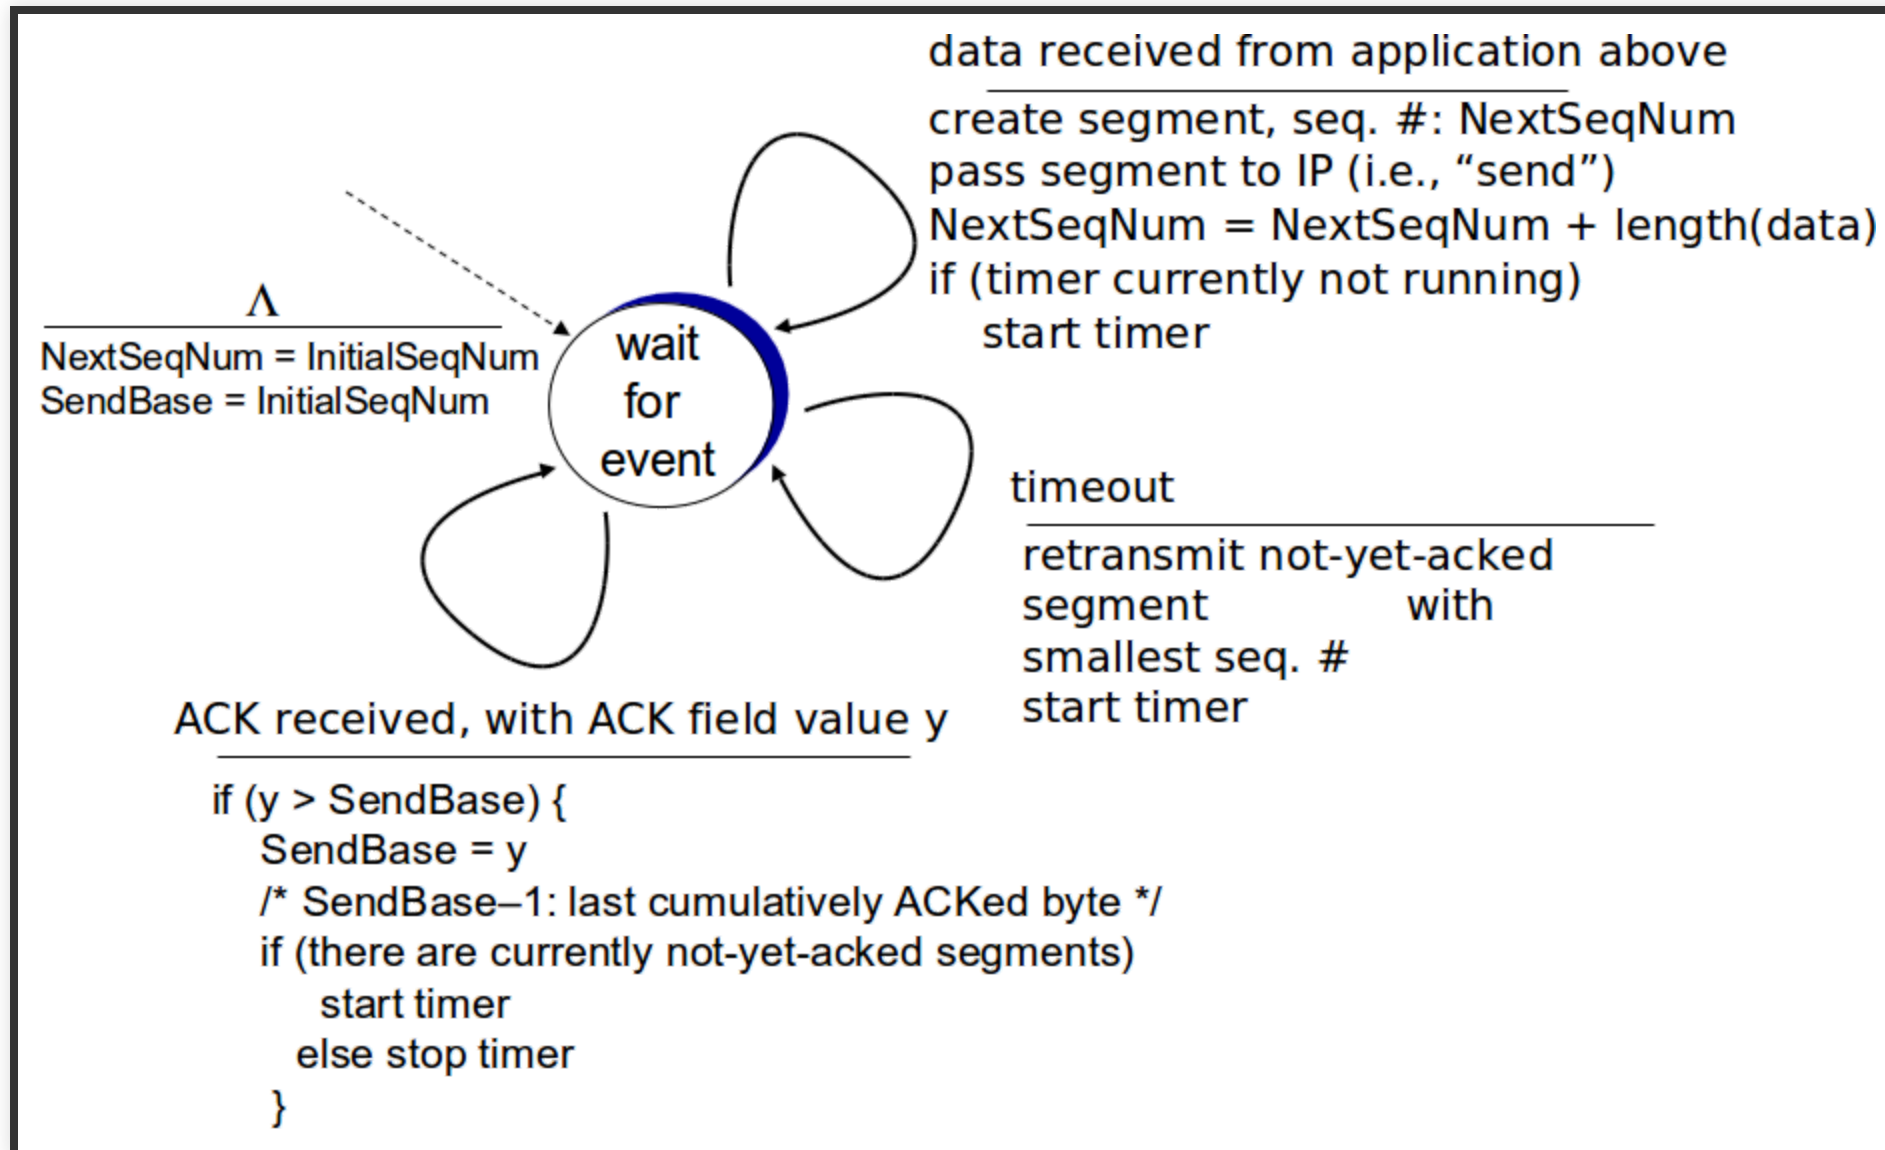 data received from application above
create segment, seq. #: NextSeqNum
pass segment to IP (i.e., “send”)
NextSeqNum = NextSeqNum + length(data)
if (timer currently not running)
start timer
Λ
NextSeqNum = InitialSeqNum
SendBase = InitialSeqNum
wait
for
event
timeout
retransmit not-yet-acked
segment with
smallest seq. #
start timer
ACK received, with ACK field value y
if (y > SendBase) {
SendBase = y
/* SendBase–1: last cumulatively ACKed byte */
if (there are currently not-yet-acked segments)
start timer
else stop timer
}